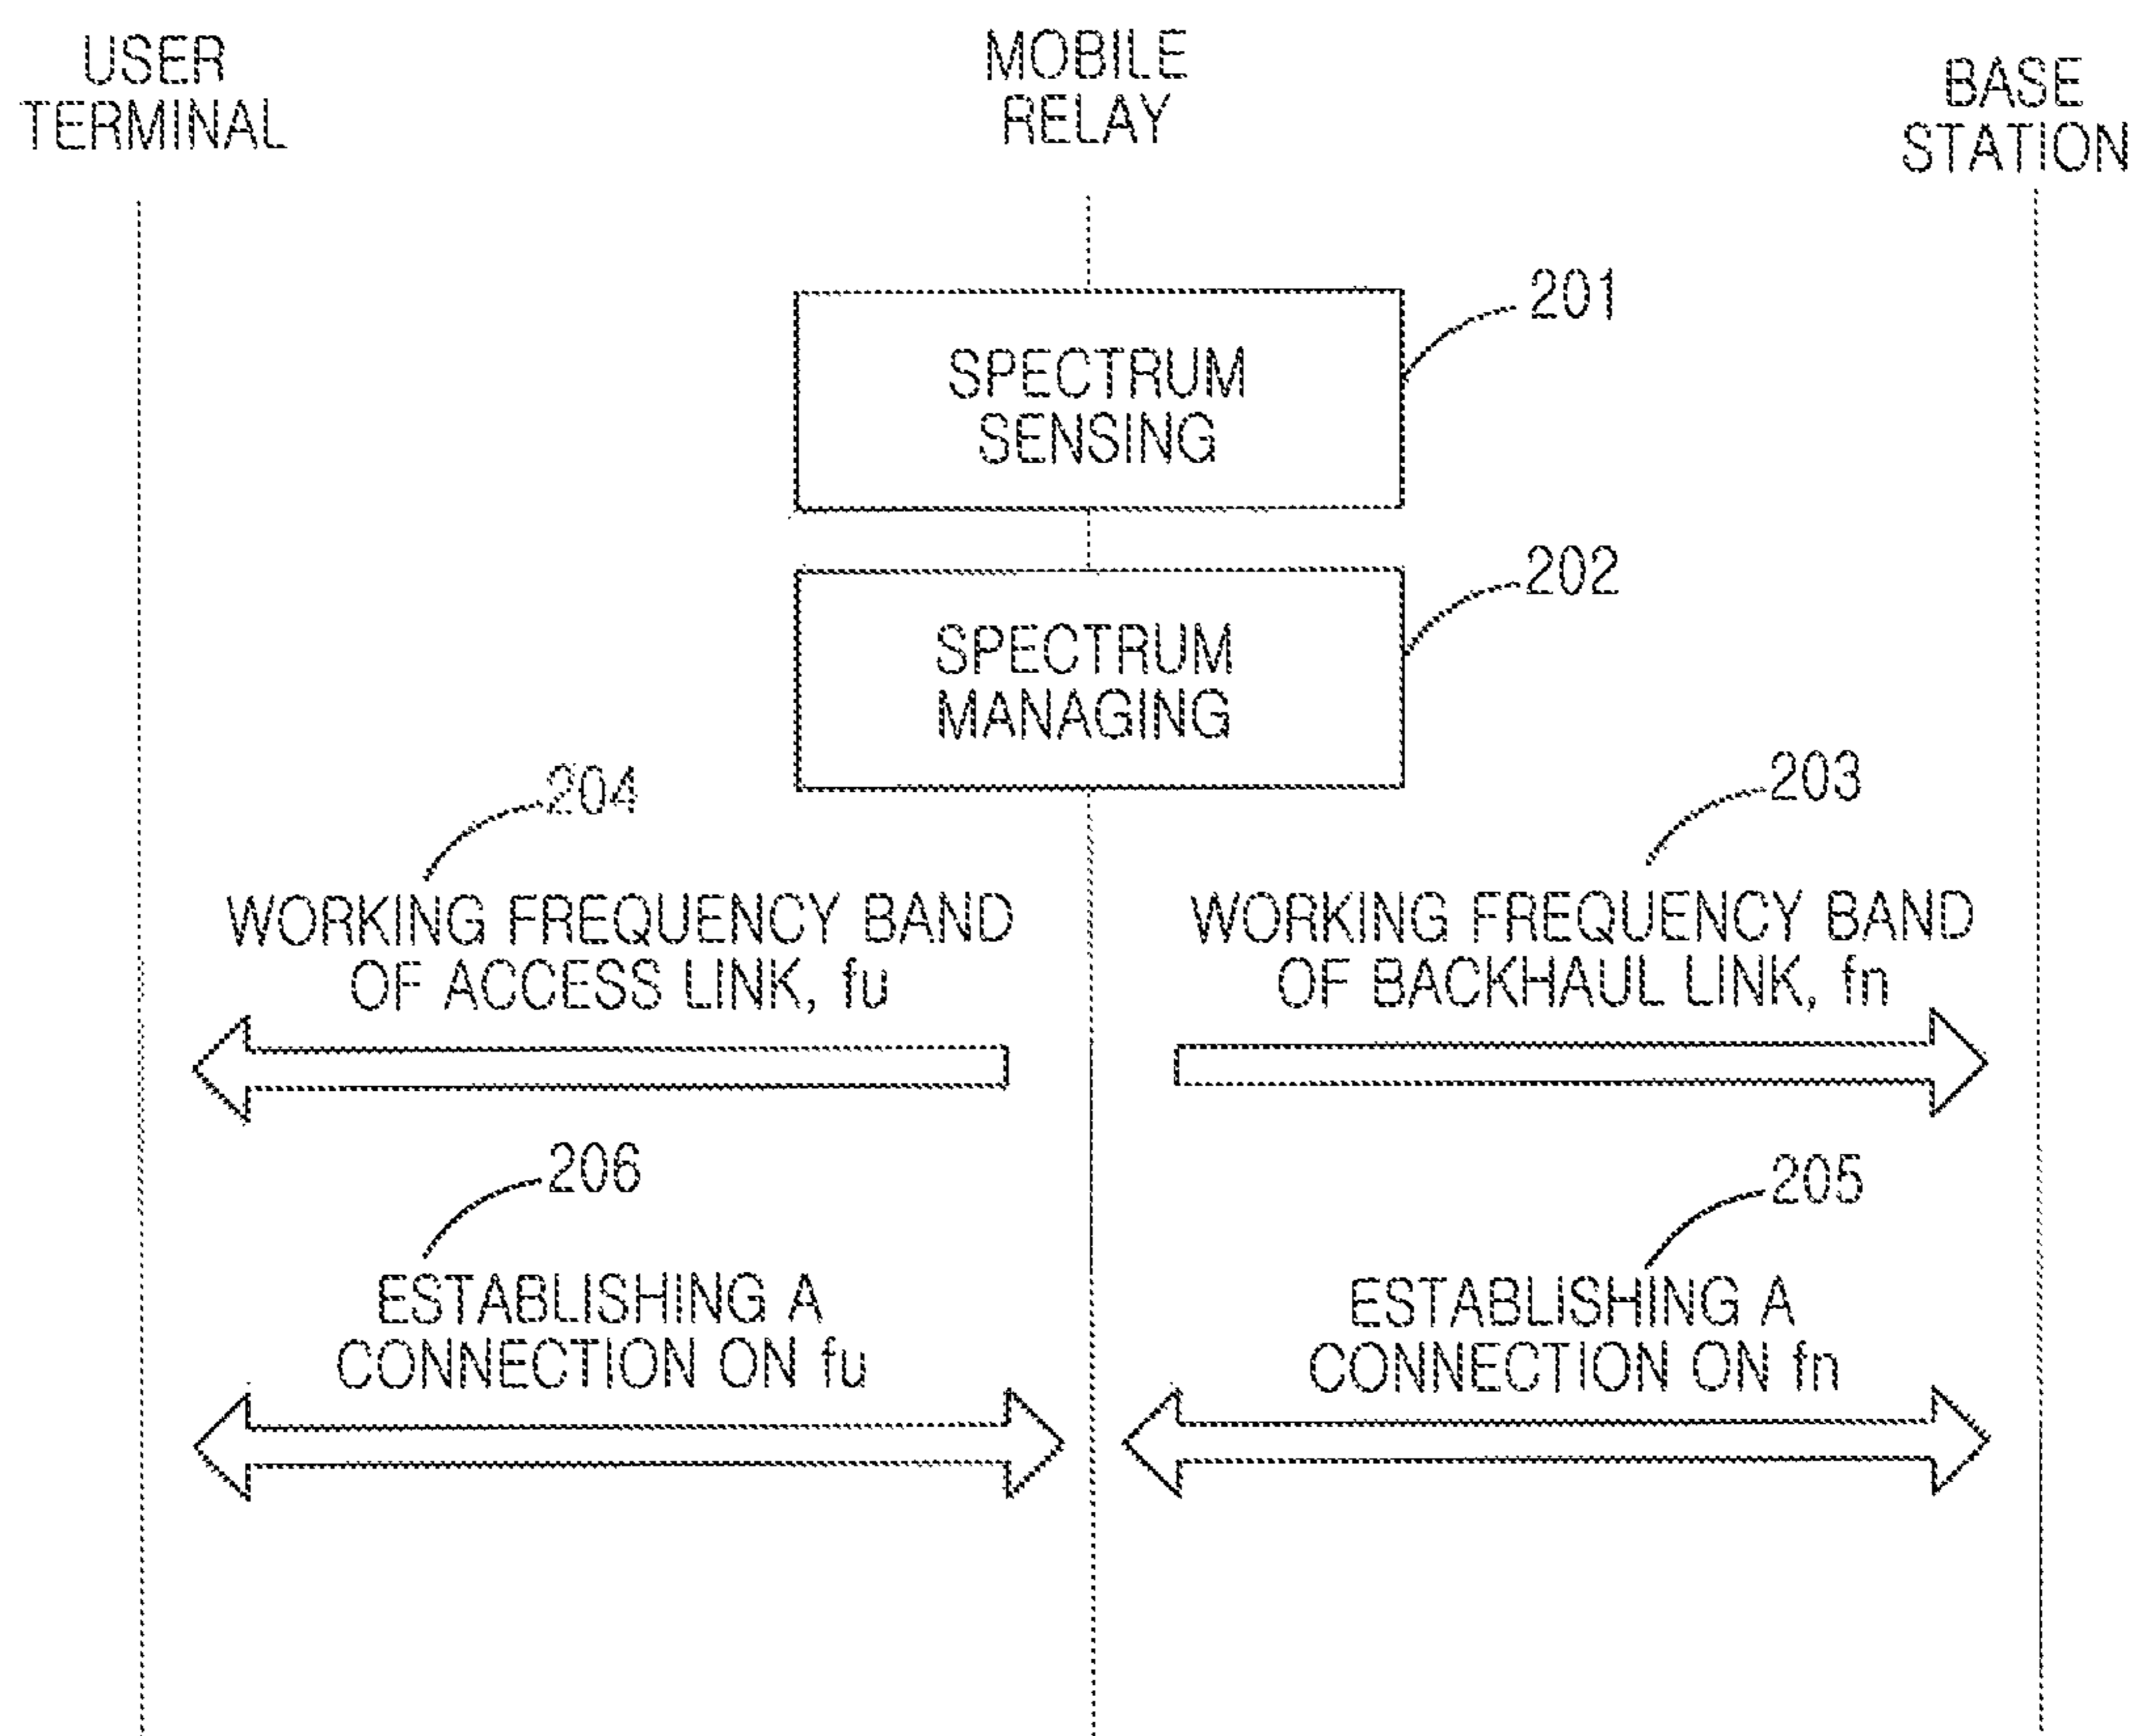 USER
TERMINAL
MOBILE
RELAY
BASE
STATION
201
SPECTRUM
SENSING
202
SPECTRUM
MANAGING
204
203
WORKING FREQUENCY BAND
OF ACCESS LINK, fu
WORKING FREQUENCY BAND
OF BACKHAUL LINK, fn
206
205
ESTABLISHING A
CONNECTION ON fu
ESTABLISHING A
CONNECTION ON fn